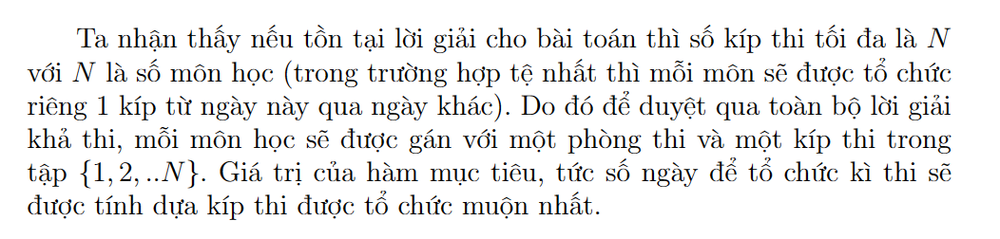 Ta nhận thấy nếu tồn tại lời giải cho bài toán thì số kíp thi tối đa là N
với N là số môn học (trong trường hợp tệ nhất thì mỗi môn sẽ được tổ chức
riêng 1 kíp từ ngày này qua ngày khác). Do đó để duyệt qua toàn bộ lời giải
khả thi, mỗi môn học sẽ được gán với một phòng thi và một kíp thi trong
tập {1, 2, ..N}. Giá trị của hàm mục tiêu, tức số ngày để tổ chức kì thi sẽ
được tính dựa kíp thi được tổ chức muộn nhất.